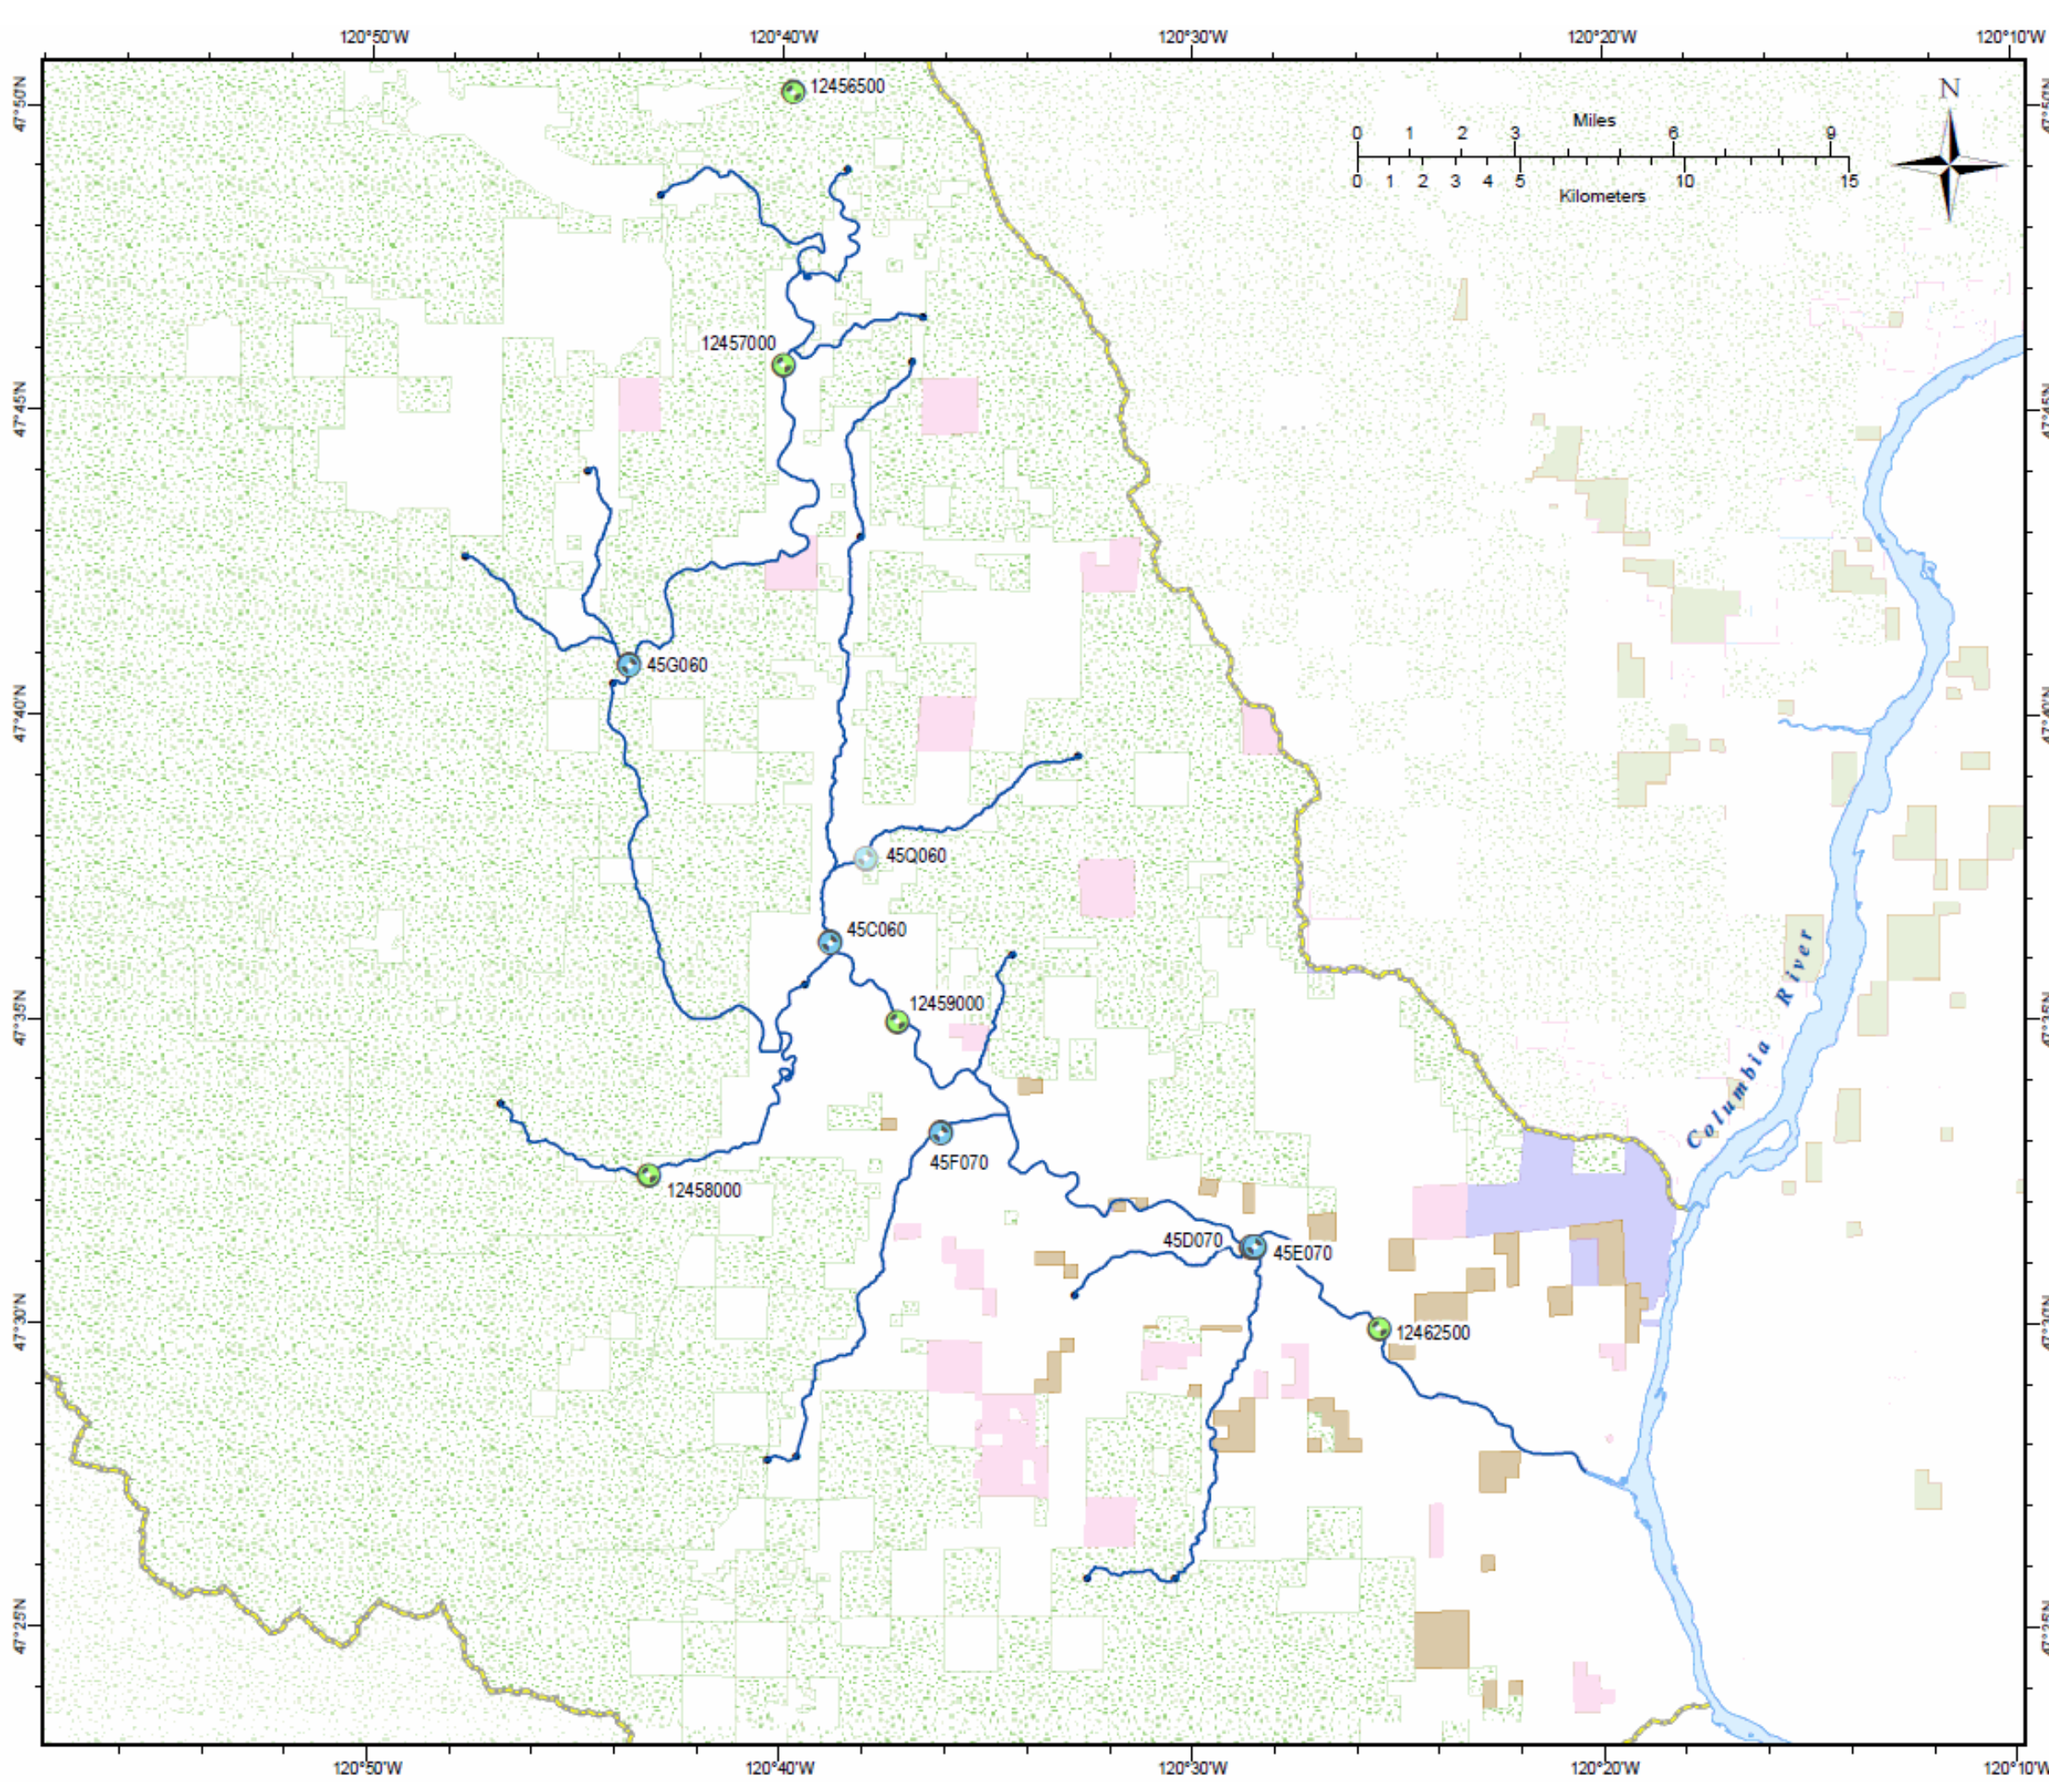 120°50'W 120°40'W 120°30'W 120°20'W 120°10'W
47°50'N
12456500
N
Miles
0 1 2 3 6 9
0 1 2 3 4 5 10 15
Kilometers
12457000
47°45'N 47°45'N
45G060
47°40'N
45Q060
45C060
Columbia River
12459000
47°35'N
45F070
12458000
45D070 45E070
47°30'N
12462500
47°25'N
120°50'W 120°40'W 120°30'W 120°20'W 120°10'W